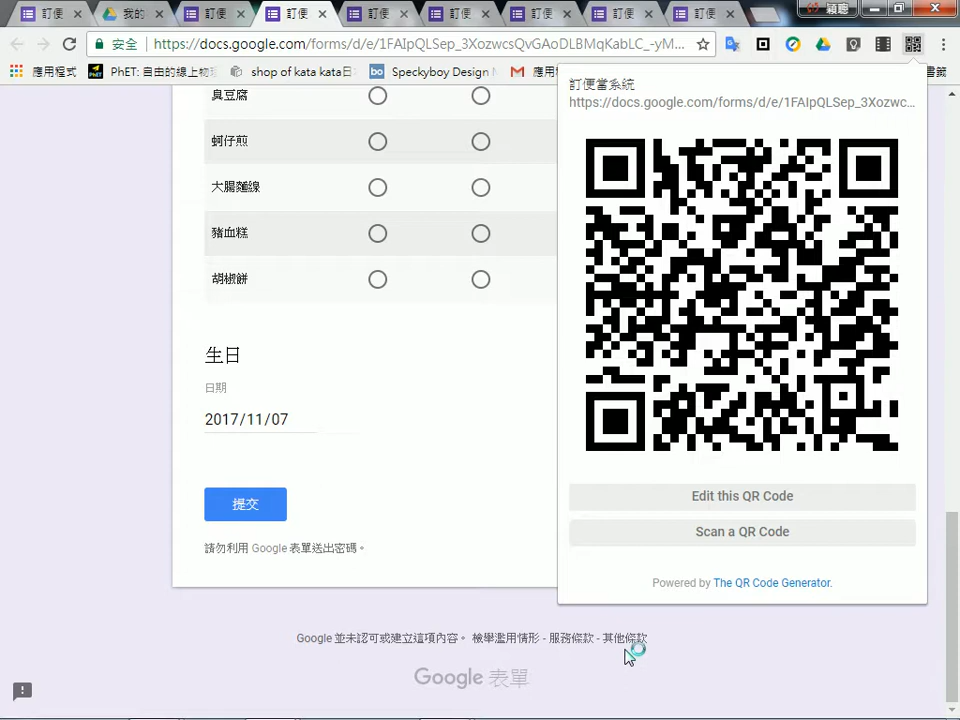 訂便
我的
訂便
訂便
訂便
訂便
訂便
訂便
訂便
穎聰
安全
https://docs.google.com/forms/d/e/1FAIpQLSep_3XozwcsQvGAoDLBMqKabLC_-yM...
應用程式
PhET: 自由的線上物理
shop of kata kata日
Speckyboy Design M
應用
書籤
訂便當系統
https://docs.google.com/forms/d/e/1FAIpQLSep_3Xozwc...
臭豆腐
蚵仔煎
大腸麵線
豬血糕
胡椒餅
生日
日期
2017/11/07
提交
請勿利用 Google 表單送出密碼。
Edit this QR Code
Scan a QR Code
Powered by The QR Code Generator.
Google 並未認可或建立這項內容。 檢舉濫用情形 - 服務條款 - 其他條款
Google 表單